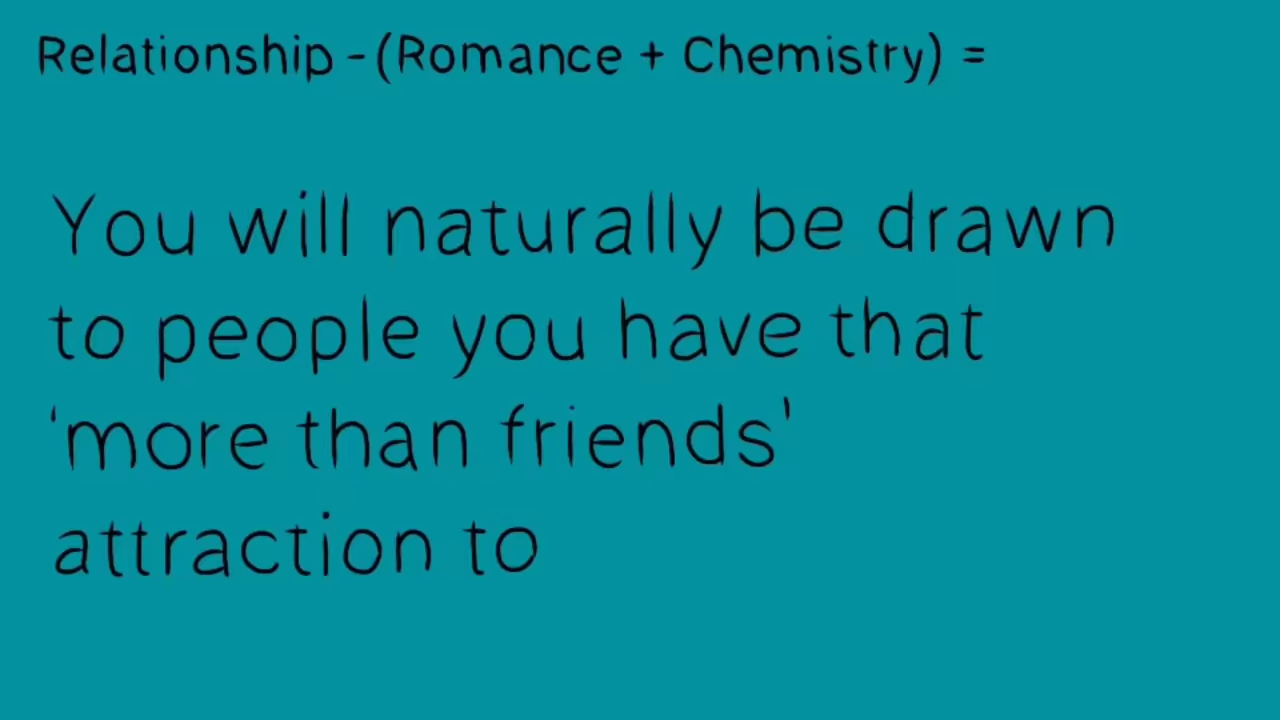 Relationship - (Romance + Chemistry) =
You will naturally be drawn
to people you have that
'more than friends'
attraction to